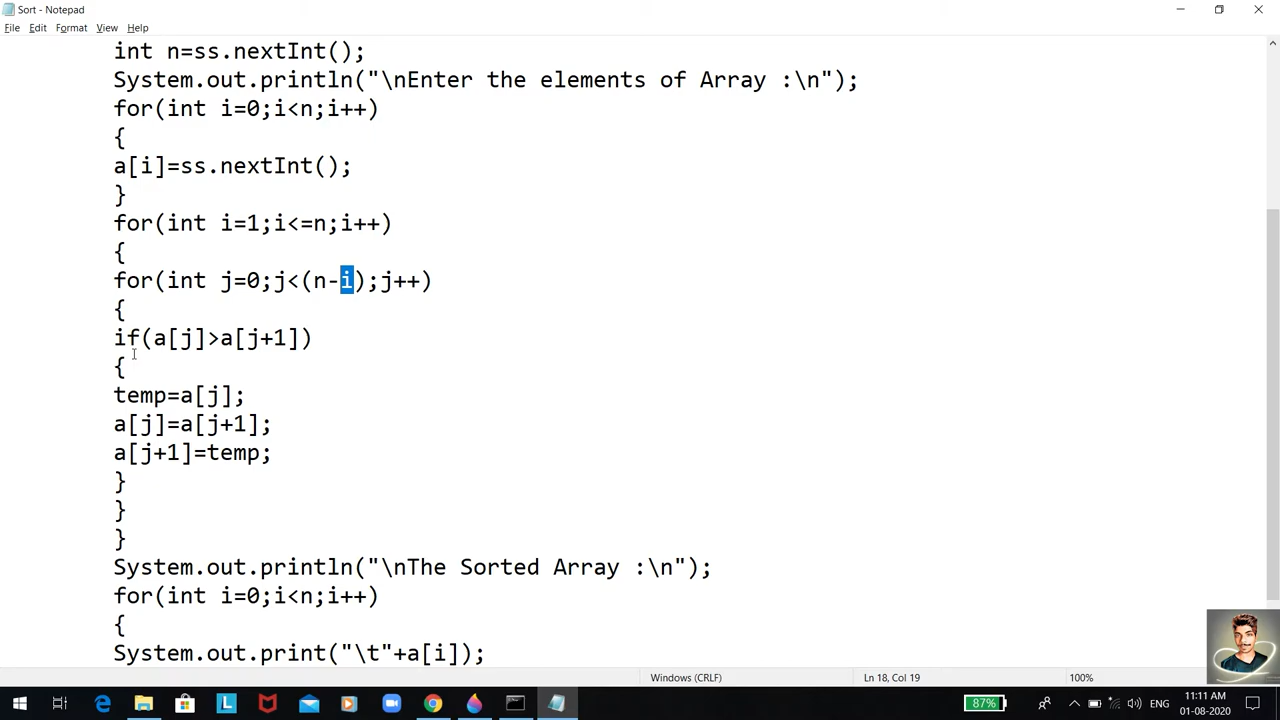 Sort - Notepad
File Edit Format View Help
int n=ss.nextInt();
System.out.println("\nEnter the elements of Array :\n");
for(int i=0;i<n;i++)
{
a[i]=ss.nextInt();
}
for(int i=1;i<=n;i++)
{
for(int j=0;j<(n-i);j++)
{
if(a[j]>a[j+1])
{
temp=a[j];
a[j]=a[j+1];
a[j+1]=temp;
}
}
}
System.out.println("\nThe Sorted Array :\n");
for(int i=0;i<n;i++)
{
System.out.print("\t"+a[i]);
Windows (CRLF) Ln 18, Col 19 100%
87% ENG 11:11 AM
01-08-2020